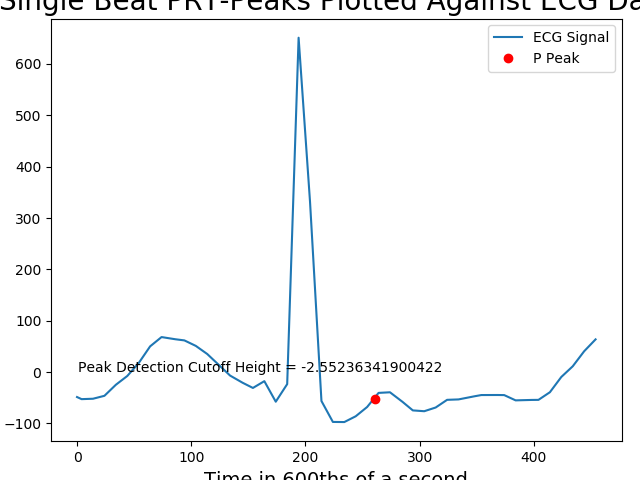 Single Beat PRT-Peaks Plotted Against ECG Da
ECG Signal
P Peak
600
500
400
300
200
100
0
−100
Peak Detection Cutoff Height = -2.55236341900422
0 100 200 300 400
Time in 600ths of a second